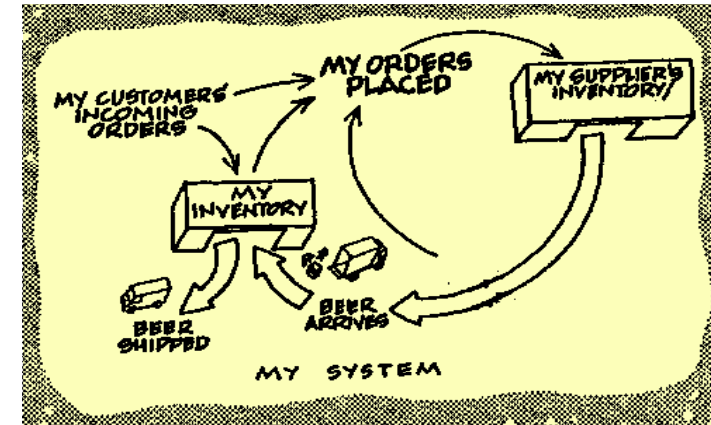 MY ORDERS
PLACED
MY SUPPLIER'S
INVENTORY
MY CUSTOMERS'
INCOMING
ORDERS
MY
INVENTORY
BEER
ARRIVES
BEER
SHIPPED
MY SYSTEM